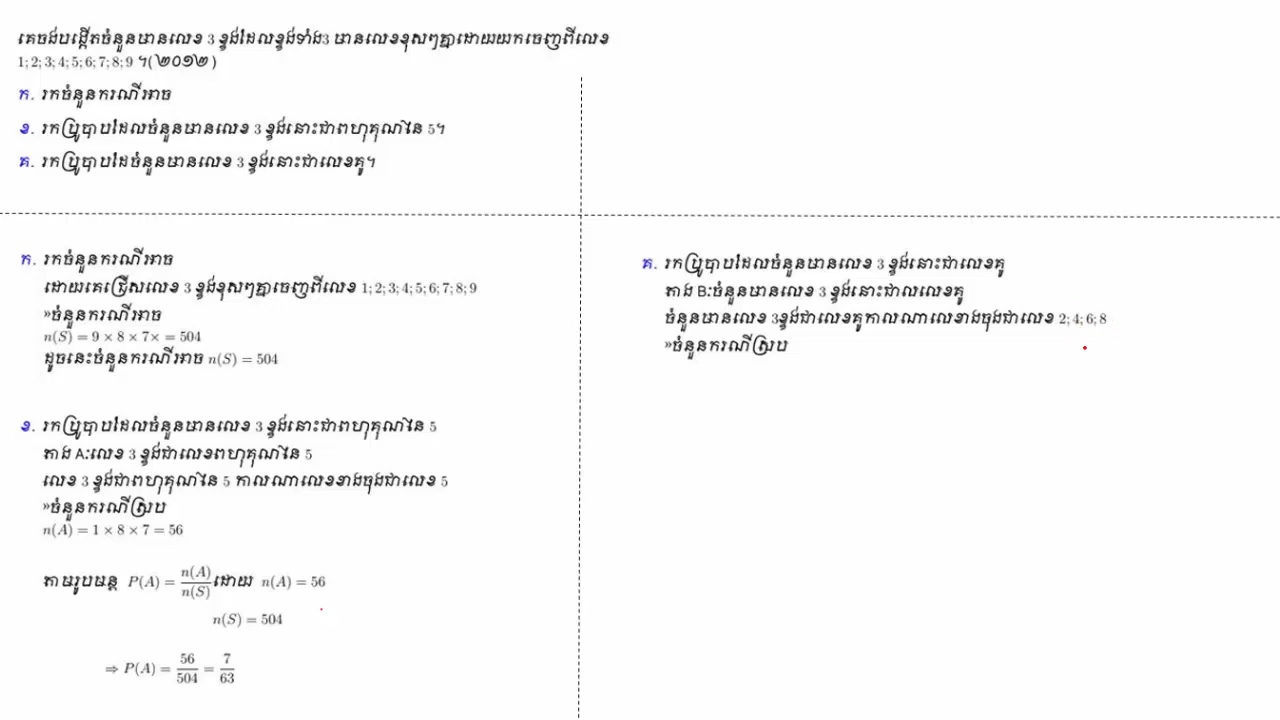 គេចង់បង្កើតចំនួនមានលេខ 3 ខ្ទង់ដែលខ្ទង់ទាំង3 មានលេខខុសៗគ្នាដោយយកចេញពីលេខ
1; 2; 3; 4; 5; 6; 7; 8; 9 ។(២០១២)
ក. រកចំនួនករណីអាច
ខ. រកប្រូបាបដែលចំនួនមានលេខ 3 ខ្ទង់នោះជាពហុគុណនៃ 5។
គ. រកប្រូបាបដែចំនួនមានលេខ 3 ខ្ទង់នោះជាលេខគូ។
ក. រកចំនួនករណីអាច
ដោយគេជ្រើសលេខ 3 ខ្ទង់ខុសៗគ្នាចេញពីលេខ 1; 2; 3; 4; 5; 6; 7; 8; 9
»ចំនួនករណីអាច
n(S) = 9 × 8 × 7× = 504
ដូចនេះចំនួនករណីអាច n(S) = 504
ខ. រកប្រូបាបដែលចំនួនមានលេខ 3 ខ្ទង់នោះជាពហុគុណនៃ 5
តាង A:លេខ 3 ខ្ទង់ជាលេខពហុគុណនៃ 5
លេខ 3 ខ្ទង់ជាពហុគុណនៃ 5 កាលណាលេខខាងចុងជាលេខ 5
»ចំនួនករណីស្រប
n(A) = 1 × 8 × 7 = 56
តាមរូបមន្ត P(A) = n(A)/n(S) ដោយ n(A) = 56
n(S) = 504
⇒ P(A) = 56/504 = 7/63
គ. រកប្រូបាបដែលចំនួនមានលេខ 3 ខ្ទង់នោះជាលេខគូ
តាង B:ចំនួនមានលេខ 3 ខ្ទង់នោះជាលលេខគូ
ចំនួនមានលេខ 3ខ្ទង់ជាលេខគូកាលណាលេខាងចុងជាលេខ 2; 4; 6; 8
»ចំនួនករណីស្រប